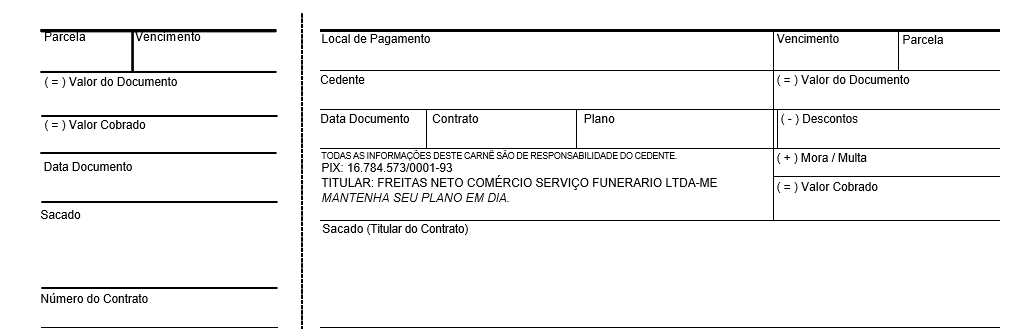 Parcela Vencimento
( = ) Valor do Documento
( = ) Valor Cobrado
Data Documento
Sacado
Número do Contrato
Local de Pagamento Vencimento Parcela
Cedente ( = ) Valor do Documento
Data Documento Contrato Plano ( - ) Descontos
TODAS AS INFORMAÇÕES DESTE CARNÊ SÃO DE RESPONSABILIDADE DO CEDENTE.
( + ) Mora / Multa
PIX: 16.784.573/0001-93
TITULAR: FREITAS NETO COMÉRCIO SERVIÇO FUNERARIO LTDA-ME
( = ) Valor Cobrado
MANTENHA SEU PLANO EM DIA.
Sacado (Titular do Contrato)